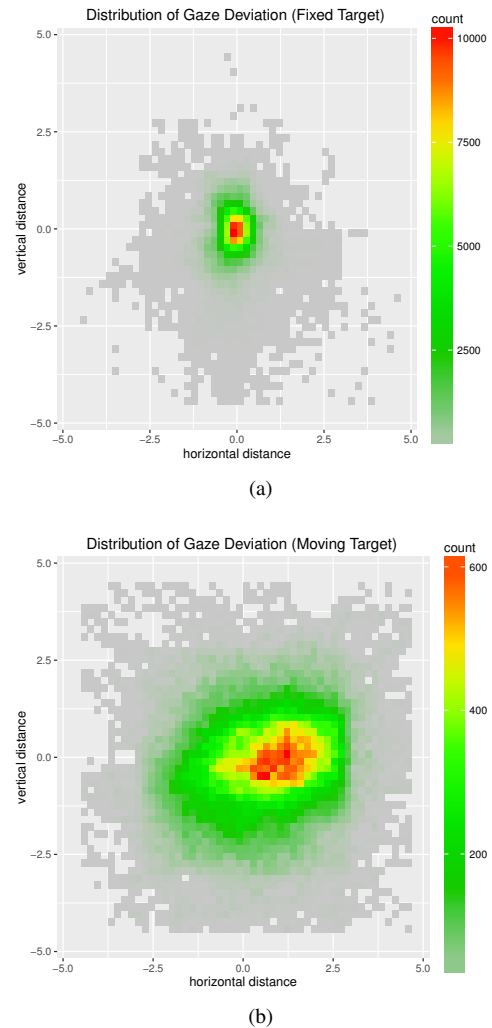 Distribution of Gaze Deviation (Fixed Target)
count
10000
7500
5000
2500
5.0
2.5
0.0
−2.5
−5.0
vertical distance
−5.0 −2.5 0.0 2.5 5.0
horizontal distance
(a)
Distribution of Gaze Deviation (Moving Target)
count
600
400
200
5.0
2.5
0.0
−2.5
−5.0
vertical distance
−5.0 −2.5 0.0 2.5 5.0
horizontal distance
(b)